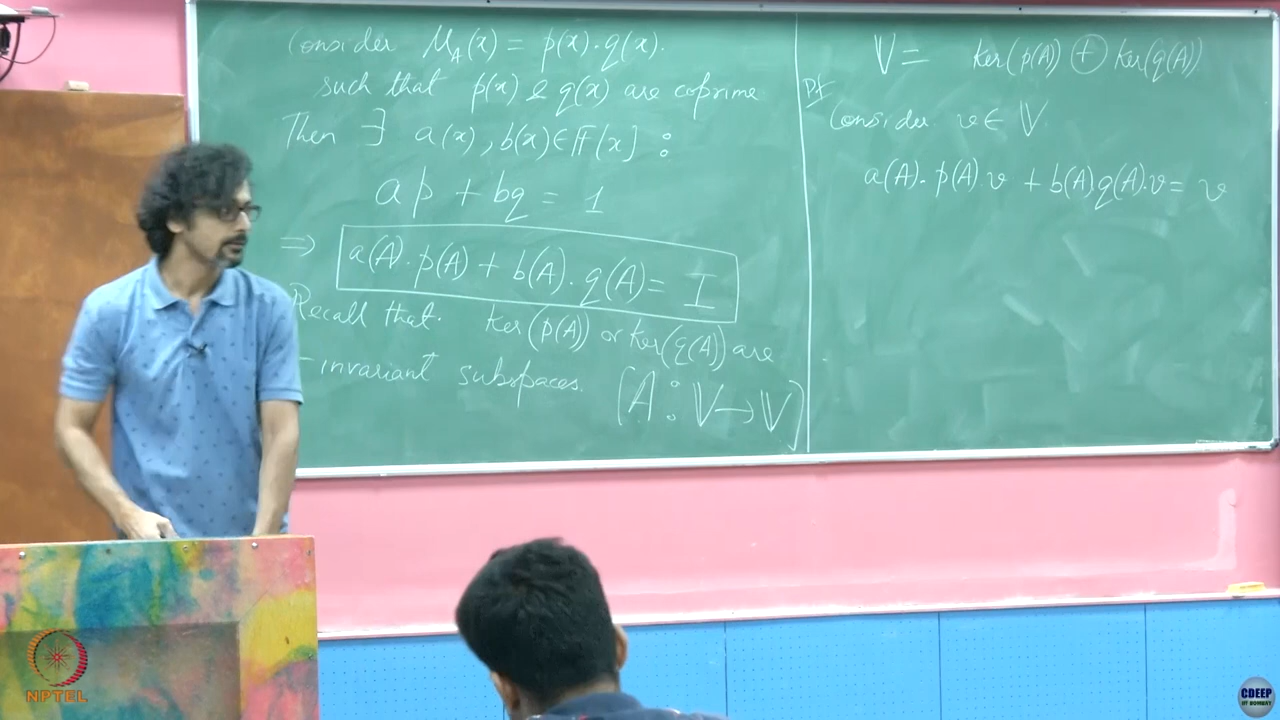 Consider μ_A(x) = p(x)·q(x).
such that p(x) & q(x) are coprime
Then ∃ a(x), b(x) ∈ 𝔽[x] :
ap + bq = 1
⇒ a(A)·p(A) + b(A)·q(A) = I
Recall that ker(p(A)) or ker(q(A)) are
-invariant subspaces. [A : 𝕍 → 𝕍]
𝕍 = ker(p(A)) ⊕ ker(q(A))
Pf
Consider v ∈ 𝕍
a(A)·p(A)·v + b(A)q(A)·v = v
NPTEL
CDEEP
IIT BOMBAY